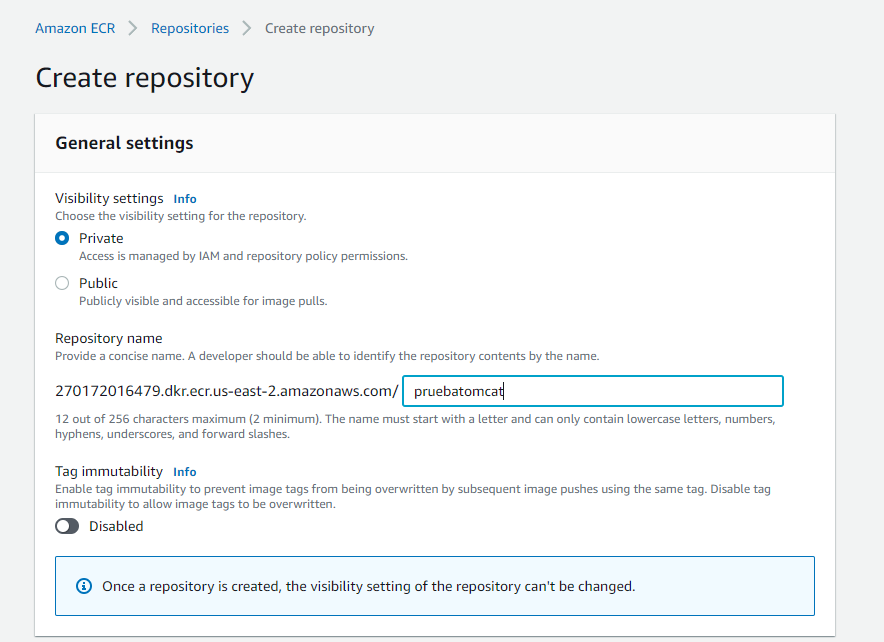 Amazon ECR > Repositories > Create repository
Create repository
General settings
Visibility settings Info
Choose the visibility setting for the repository.
Private
Access is managed by IAM and repository policy permissions.
Public
Publicly visible and accessible for image pulls.
Repository name
Provide a concise name. A developer should be able to identify the repository contents by the name.
270172016479.dkr.ecr.us-east-2.amazonaws.com/ pruebatomcat
12 out of 256 characters maximum (2 minimum). The name must start with a letter and can only contain lowercase letters, numbers,
hyphens, underscores, and forward slashes.
Tag immutability Info
Enable tag immutability to prevent image tags from being overwritten by subsequent image pushes using the same tag. Disable tag
immutability to allow image tags to be overwritten.
Disabled
Once a repository is created, the visibility setting of the repository can't be changed.